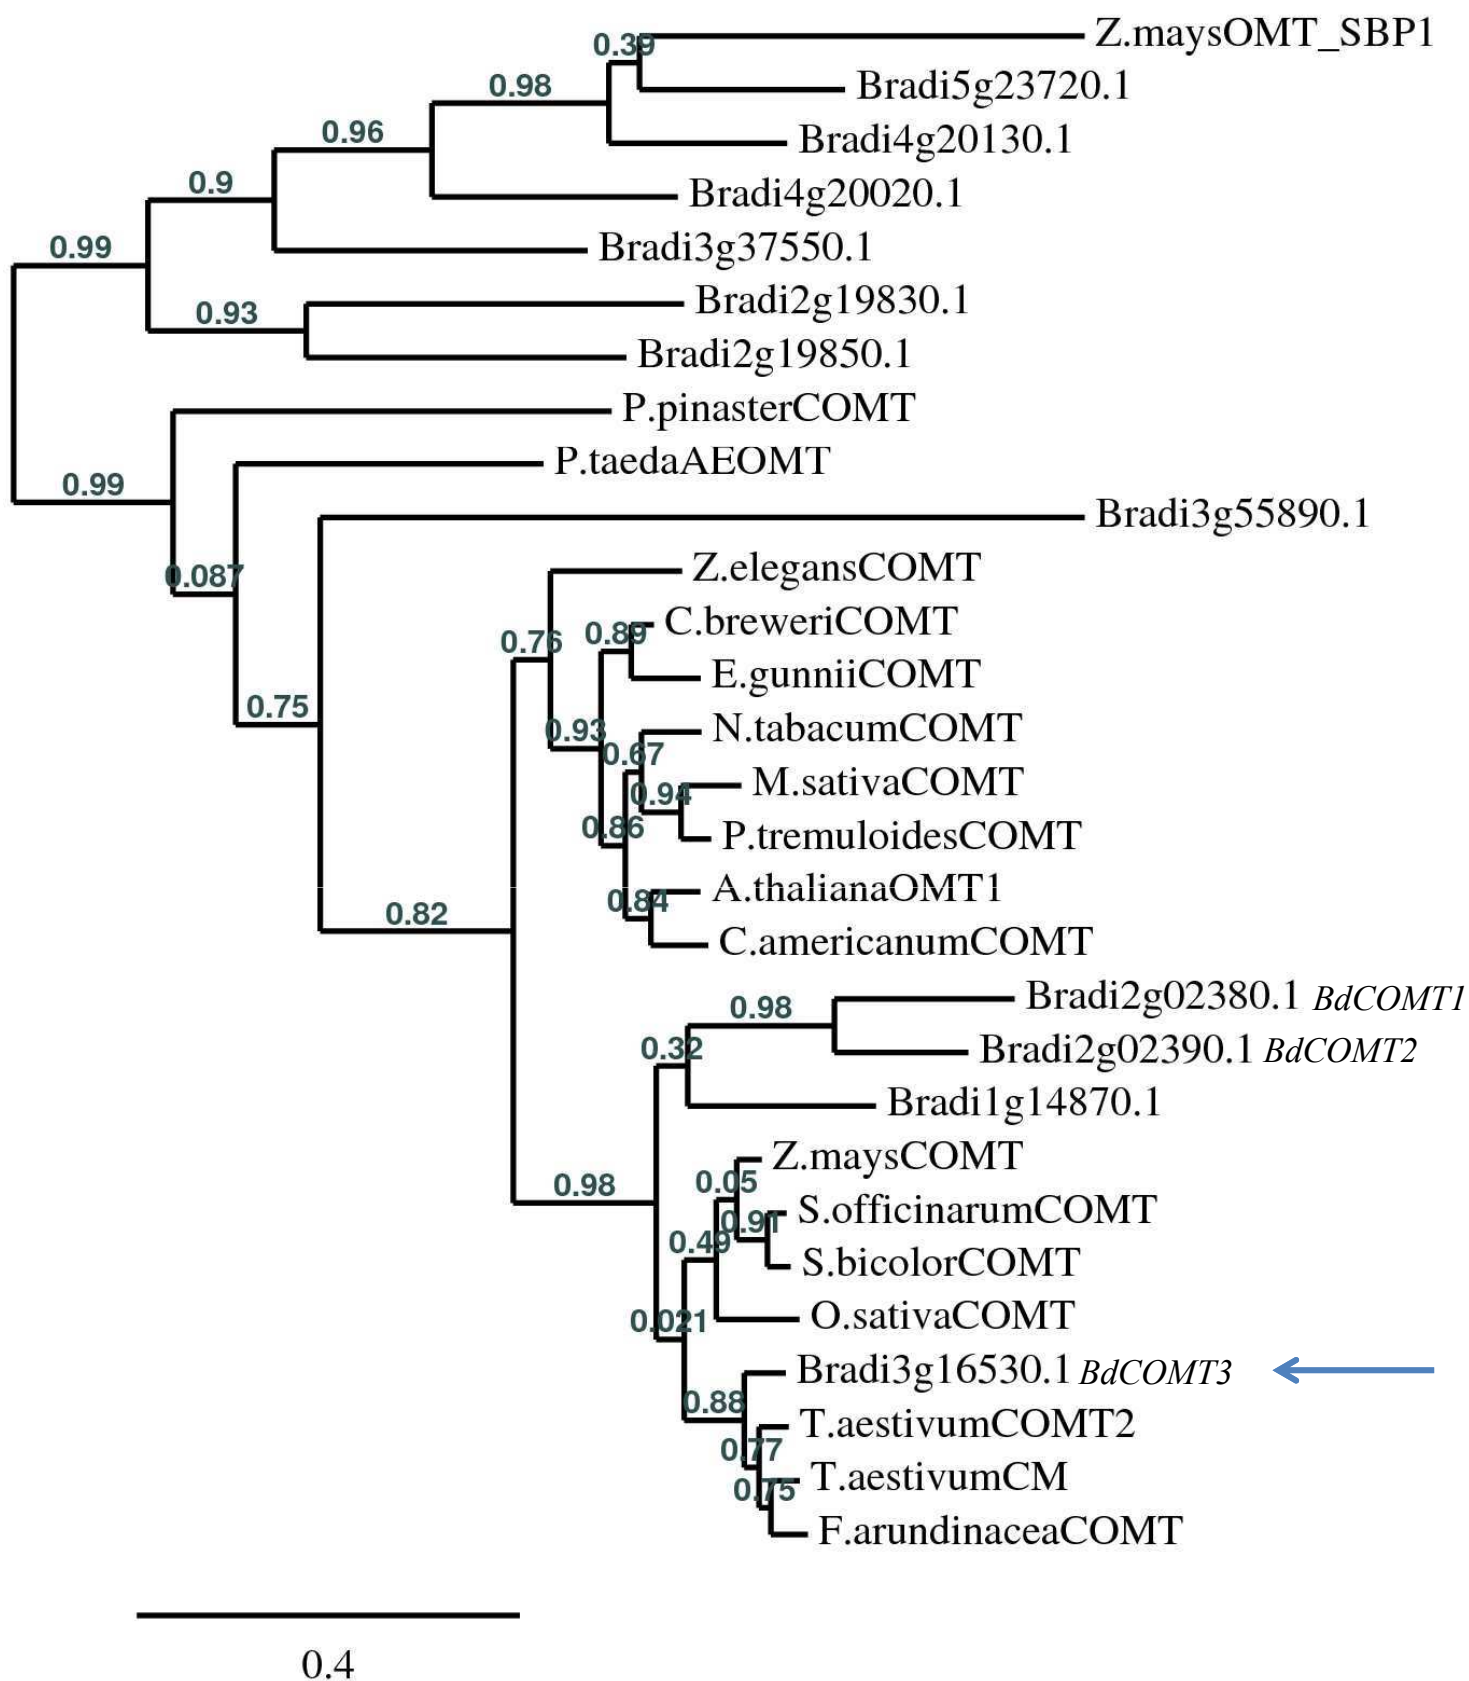 Z.maysOMT_SBP1
0.39
Bradi5g23720.1
0.98
Bradi4g20130.1
0.96
0.9
Bradi4g20020.1
0.99
Bradi3g37550.1
Bradi2g19830.1
0.93
Bradi2g19850.1
P.pinasterCOMT
P.taedaAEOMT
0.99
Bradi3g55890.1
0.087
Z.elegansCOMT
C.breweriCOMT
0.76
0.89
E.gunniiCOMT
0.75
0.93
N.tabacumCOMT
0.67
M.sativaCOMT
0.94
0.86
P.tremuloidesCOMT
A.thalianaOMT1
0.84
0.82
C.americanumCOMT
Bradi2g02380.1 BdCOMT1
0.98
Bradi2g02390.1 BdCOMT2
0.32
Bradi1g14870.1
Z.maysCOMT
0.98
0.05
S.officinarumCOMT
0.91
0.49
S.bicolorCOMT
O.sativaCOMT
0.021
Bradi3g16530.1 BdCOMT3
0.88
T.aestivumCOMT2
0.77
T.aestivumCM
0.75
F.arundinaceaCOMT
0.4